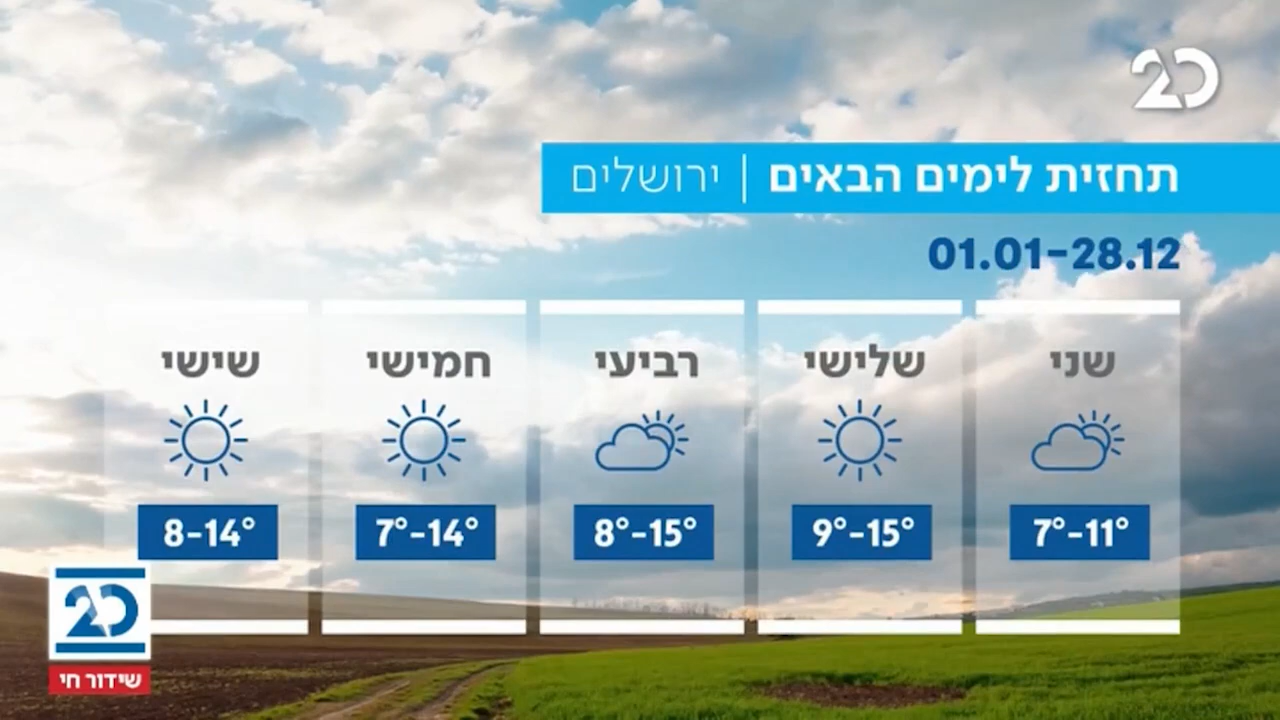 20
תחזית לימים הבאים | ירושלים
01.01-28.12
שני שלישי רביעי חמישי שישי
7°-11° 9°-15° 8°-15° 7°-14° 8-14°
20
שידור חי